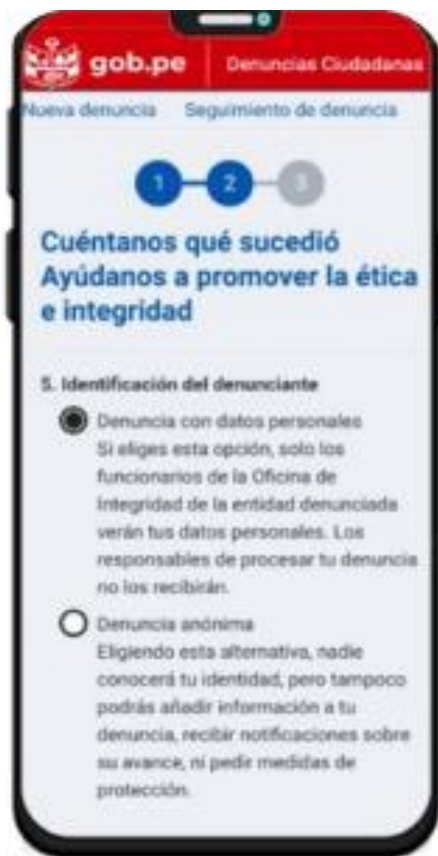 gob.pe
Denuncias Ciudadanas
Nueva denuncia Seguimiento de denuncia
1 2 3
Cuéntanos qué sucedió
Ayúdanos a promover la ética
e integridad
5. Identificación del denunciante
Denuncia con datos personales
Si eliges esta opción, solo los
funcionarios de la Oficina de
Integridad de la entidad denunciada
verán tus datos personales. Los
responsables de procesar tu denuncia
no los recibirán.
Denuncia anónima
Eligiendo esta alternativa, nadie
conocerá tu identidad, pero tampoco
podrás añadir información a tu
denuncia, recibir notificaciones sobre
su avance, ni pedir medidas de
protección.